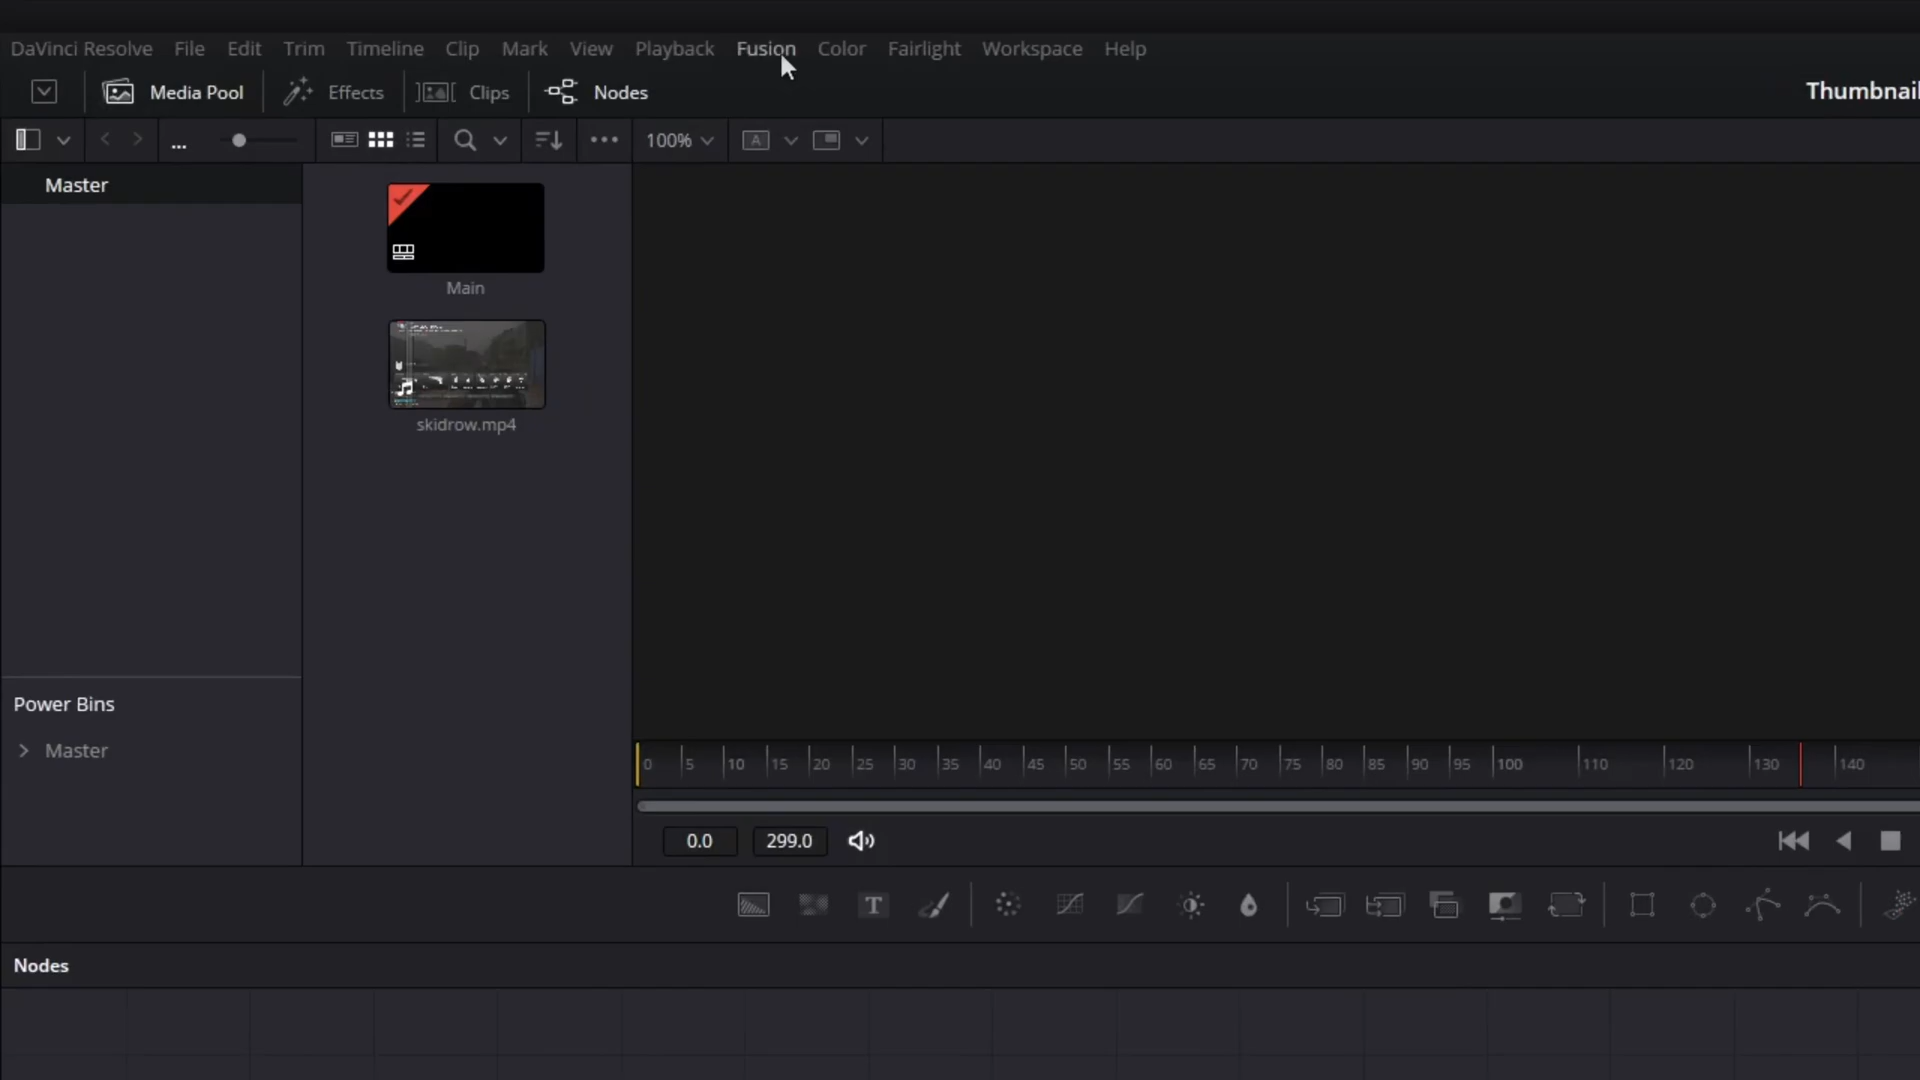 DaVinci Resolve File Edit Trim Timeline Clip Mark View Playback Fusion Color Fairlight Workspace Help
Media Pool Effects Clips Nodes Thumbnail
... 100% A
Master
Main
skidrow.mp4
Power Bins
Master
0 5 10 15 20 25 30 35 40 45 50 55 60 65 70 75 80 85 90 95 100 110 120 130 140
0.0 299.0
T
Nodes